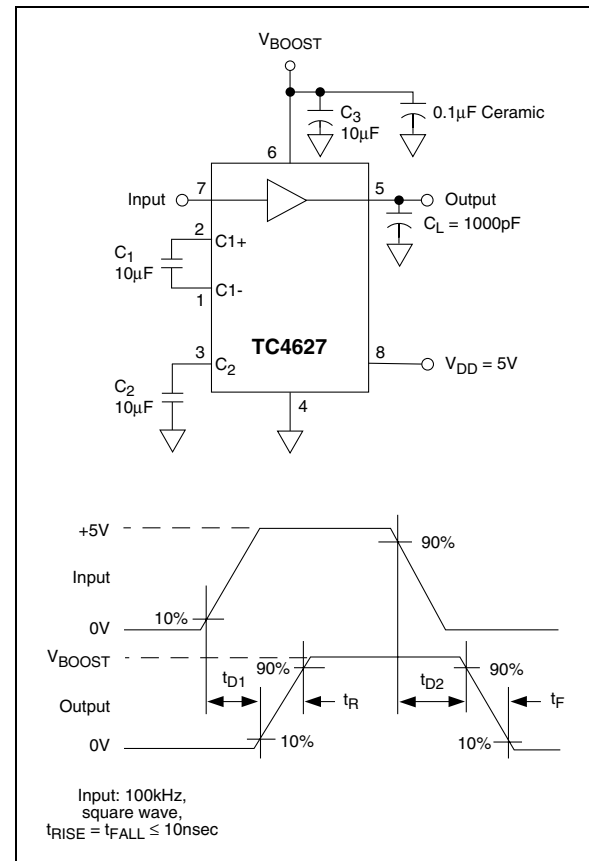 VBOOST
C3
10µF
0.1µF Ceramic
6
Input
7
5
Output
CL = 1000pF
2
C1+
C1
10µF
C1-
1
TC4627
3
C2
8
VDD = 5V
C2
10µF
4
+5V
90%
Input
10%
0V
VBOOST
90%
tD1
tR
tD2
90%
tF
Output
0V
10%
10%
Input: 100kHz,
square wave,
tRISE = tFALL ≤ 10nsec